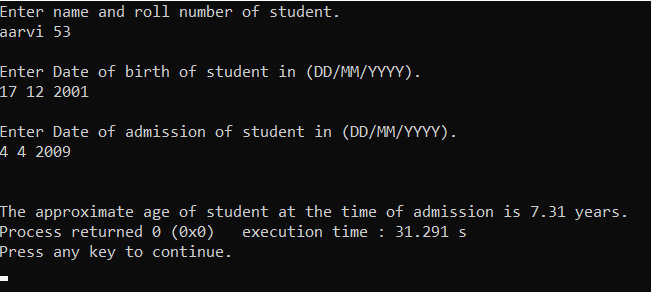 Enter name and roll number of student.
aarvi 53
Enter Date of birth of student in (DD/MM/YYYY).
17 12 2001
Enter Date of admission of student in (DD/MM/YYYY).
4 4 2009
The approximate age of student at the time of admission is 7.31 years.
Process returned 0 (0x0)   execution time : 31.291 s
Press any key to continue.